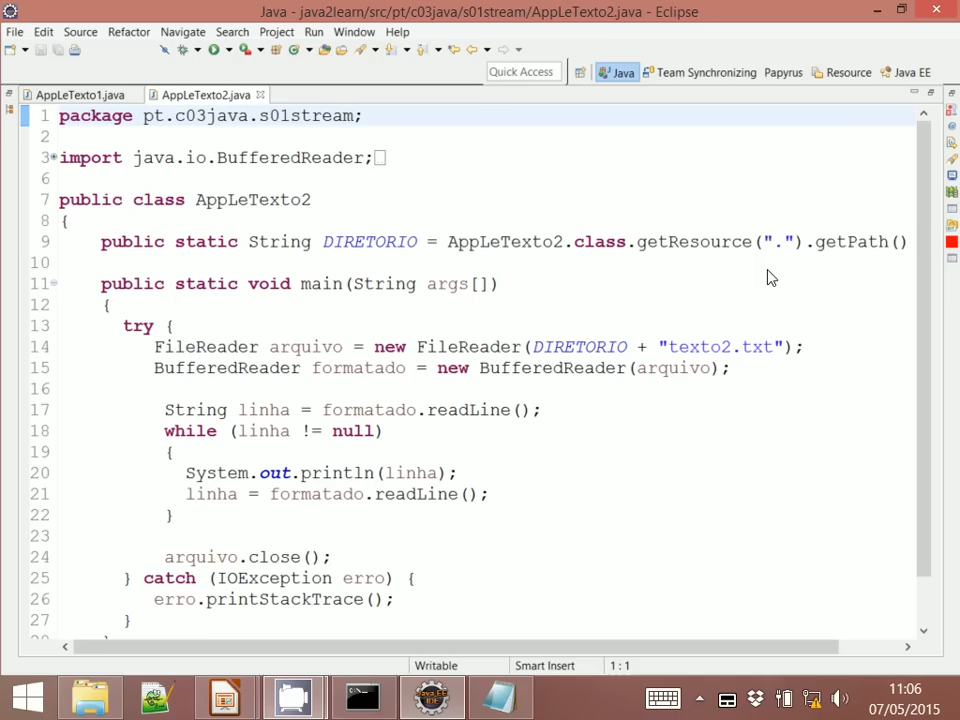 Java - java2learn/src/pt/c03java/s01stream/AppLeTexto2.java - Eclipse
File Edit Source Refactor Navigate Search Project Run Window Help
Quick Access Java Team Synchronizing Papyrus Resource Java EE
AppLeTexto1.java AppLeTexto2.java
1 package pt.c03java.s01stream;
2
3 import java.io.BufferedReader;
6
7 public class AppLeTexto2
8 {
9 public static String DIRETORIO = AppLeTexto2.class.getResource(".").getPath()
10
11 public static void main(String args[])
12 {
13 try {
14 FileReader arquivo = new FileReader(DIRETORIO + "texto2.txt");
15 BufferedReader formatado = new BufferedReader(arquivo);
16
17 String linha = formatado.readLine();
18 while (linha != null)
19 {
20 System.out.println(linha);
21 linha = formatado.readLine();
22 }
23
24 arquivo.close();
25 } catch (IOException erro) {
26 erro.printStackTrace();
27 }
Writable Smart Insert 1 : 1
Java EE
IDE
11:06
07/05/2015